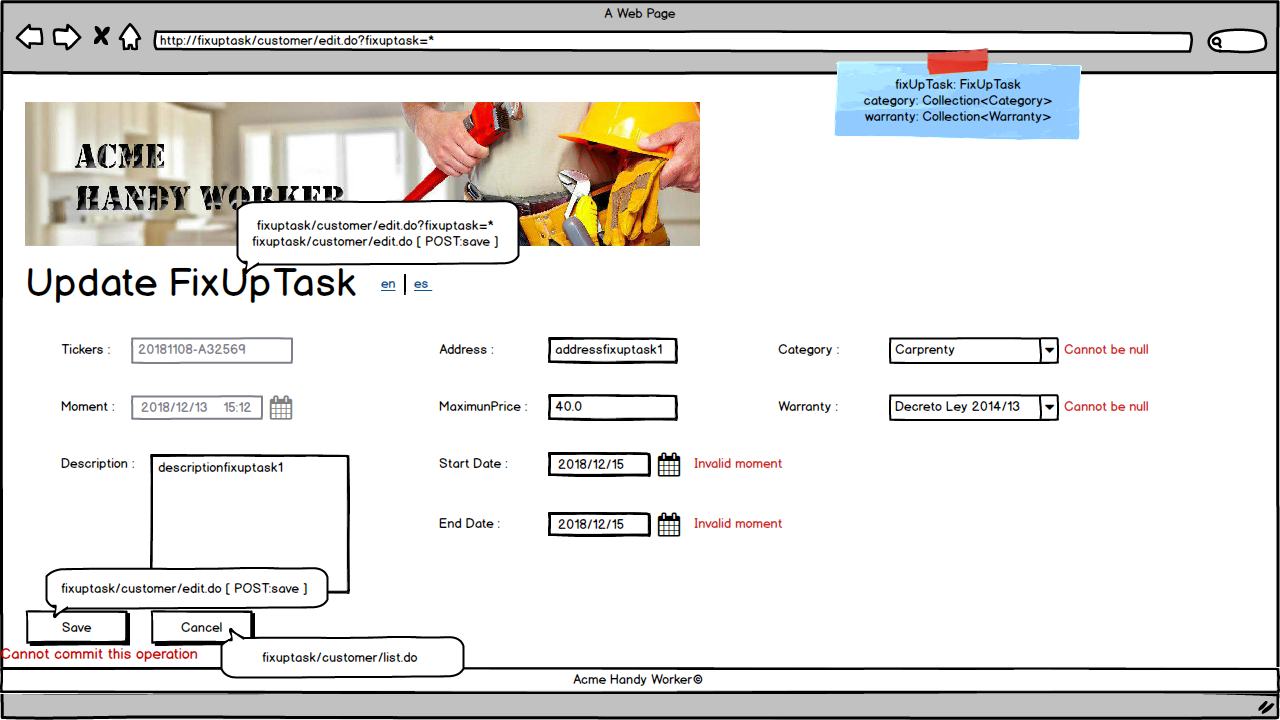 A Web Page
http://fixuptask/customer/edit.do?fixuptask=*
fixUpTask: FixUpTask
category: Collection<Category>
warranty: Collection<Warranty>
ACME
HANDY WORKER
fixuptask/customer/edit.do?fixuptask=*
fixuptask/customer/edit.do [ POST:save ]
Update FixUpTask en | es
Tickers : 20181108-A32569 Address : addressfixuptask1 Category : Carprenty Cannot be null
Moment : 2018/12/13 15:12 MaximunPrice : 40.0 Warranty : Decreto Ley 2014/13 Cannot be null
Description : descriptionfixuptask1 Start Date : 2018/12/15 Invalid moment
End Date : 2018/12/15 Invalid moment
fixuptask/customer/edit.do [ POST:save ]
Save Cancel
Cannot commit this operation
fixuptask/customer/list.do
Acme Handy Worker©